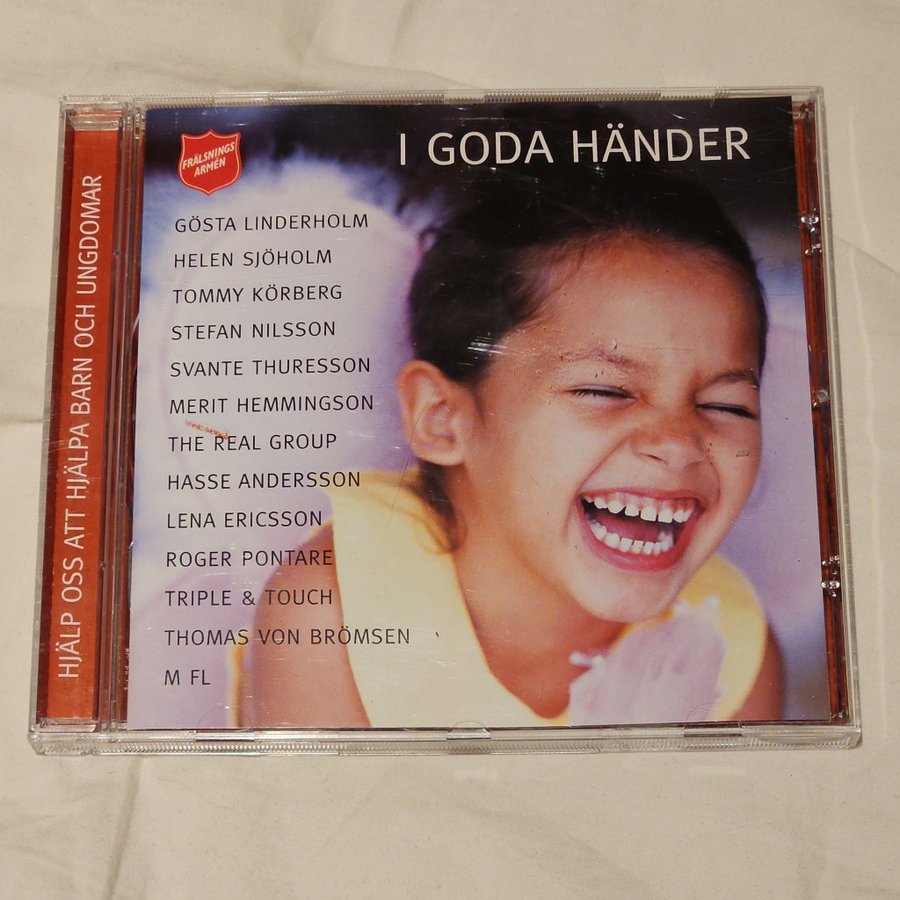 HJÄLP OSS ATT HJÄLPA BARN OCH UNGDOMAR
FRÄLSNINGS
ARMÉN
I GODA HÄNDER
GÖSTA LINDERHOLM
HELEN SJÖHOLM
TOMMY KÖRBERG
STEFAN NILSSON
SVANTE THURESSON
MERIT HEMMINGSON
THE REAL GROUP
HASSE ANDERSSON
LENA ERICSSON
ROGER PONTARE
TRIPLE & TOUCH
THOMAS VON BRÖMSEN
M FL